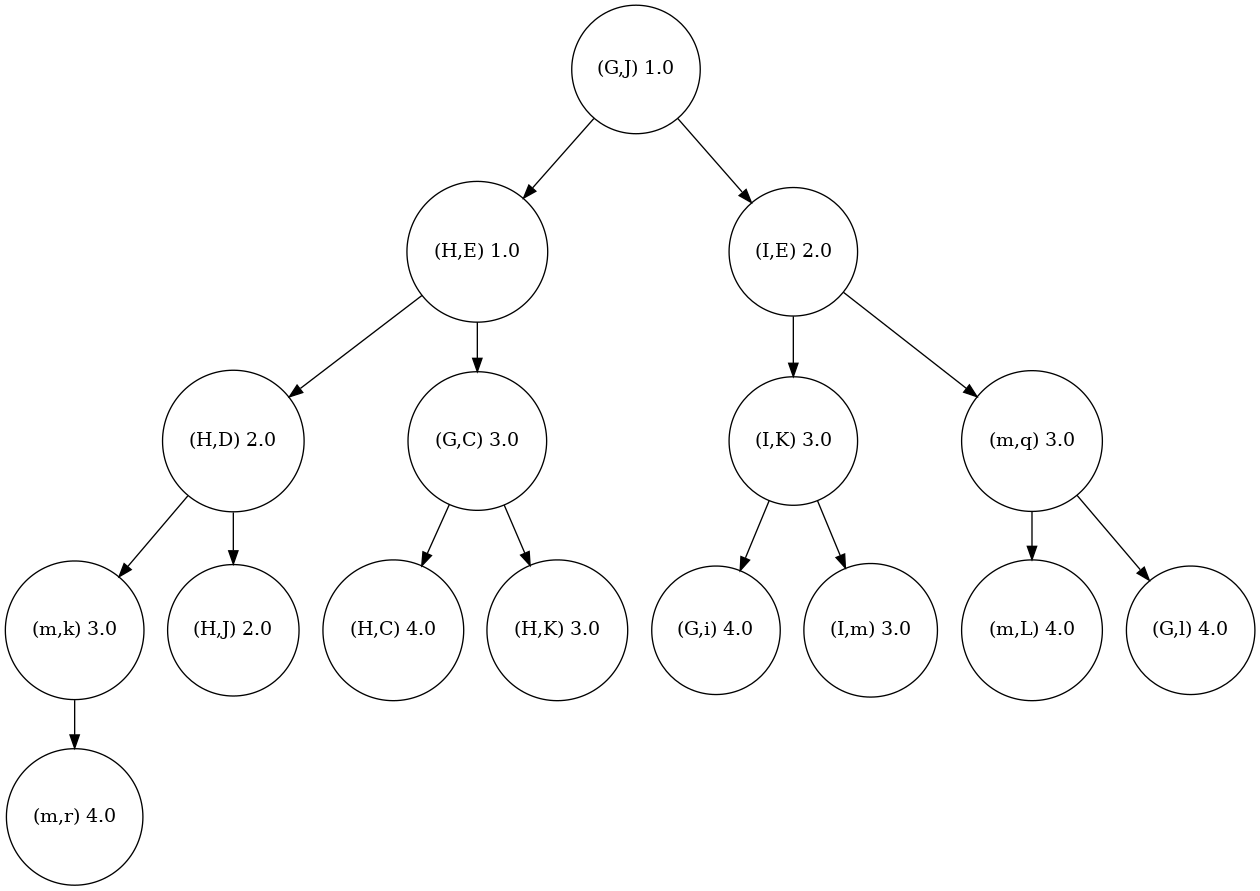 (G,J) 1.0
(H,E) 1.0
(I,E) 2.0
(H,D) 2.0
(G,C) 3.0
(I,K) 3.0
(m,q) 3.0
(m,k) 3.0
(H,J) 2.0
(H,C) 4.0
(H,K) 3.0
(G,i) 4.0
(I,m) 3.0
(m,L) 4.0
(G,l) 4.0
(m,r) 4.0